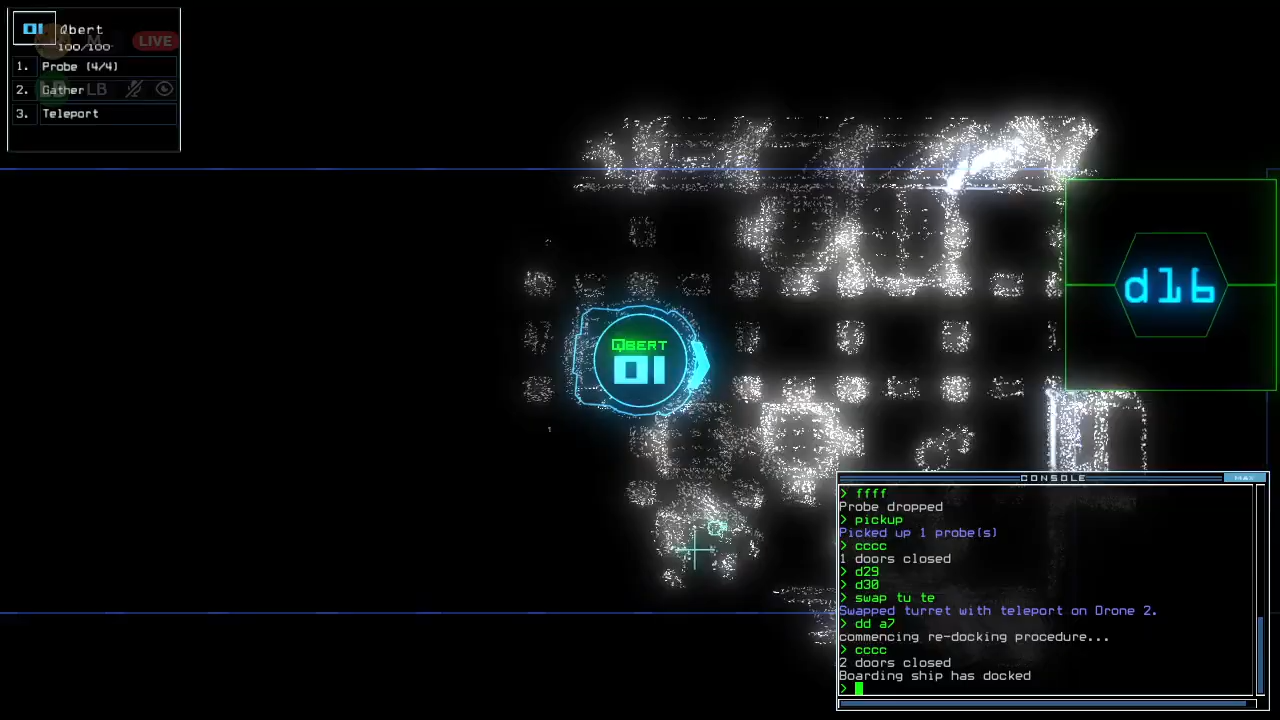 01 Qbert
100/100
M
LIVE
1. Probe (4/4)
2. Gather
LB
3. Teleport
d16
QBERT
01
CONSOLE
MAX
> ffff
Probe dropped
> pickup
Picked up 1 probe(s)
> cccc
1 doors closed
> d29
> d30
> swap tu te
Swapped turret with teleport on Drone 2.
> dd a7
commencing re-docking procedure...
> cccc
2 doors closed
Boarding ship has docked
>